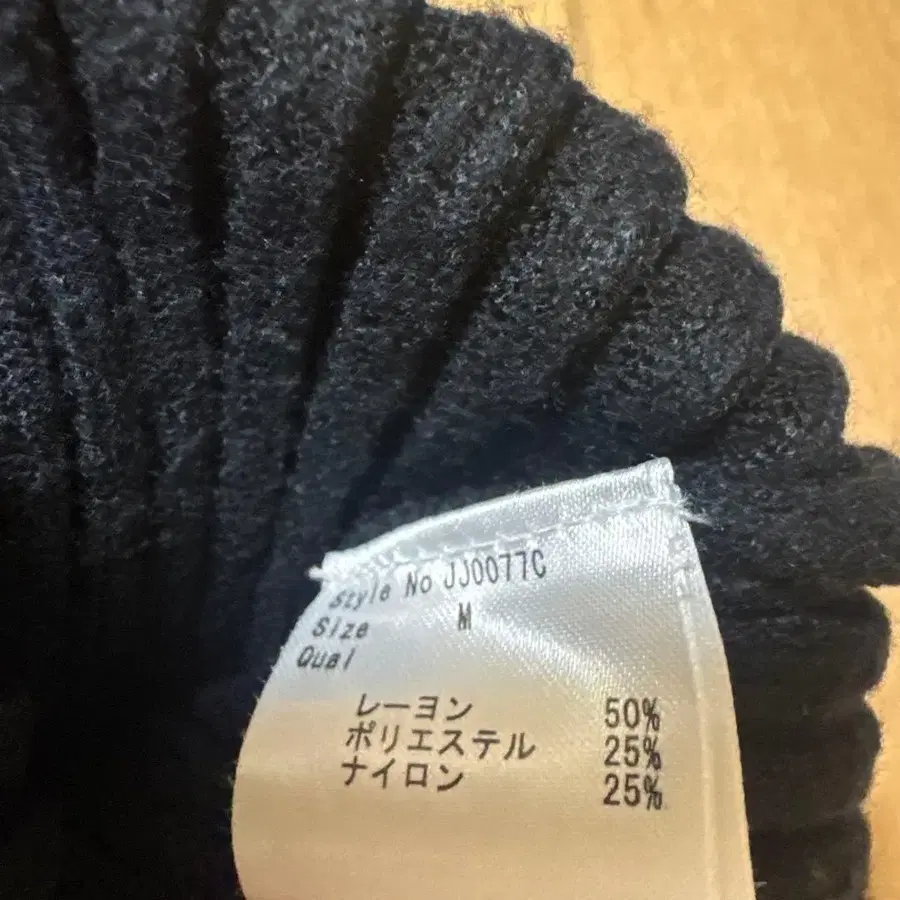 Style No JJ0077C
Size M
Qual
レーヨン 50%
ポリエステル 25%
ナイロン 25%